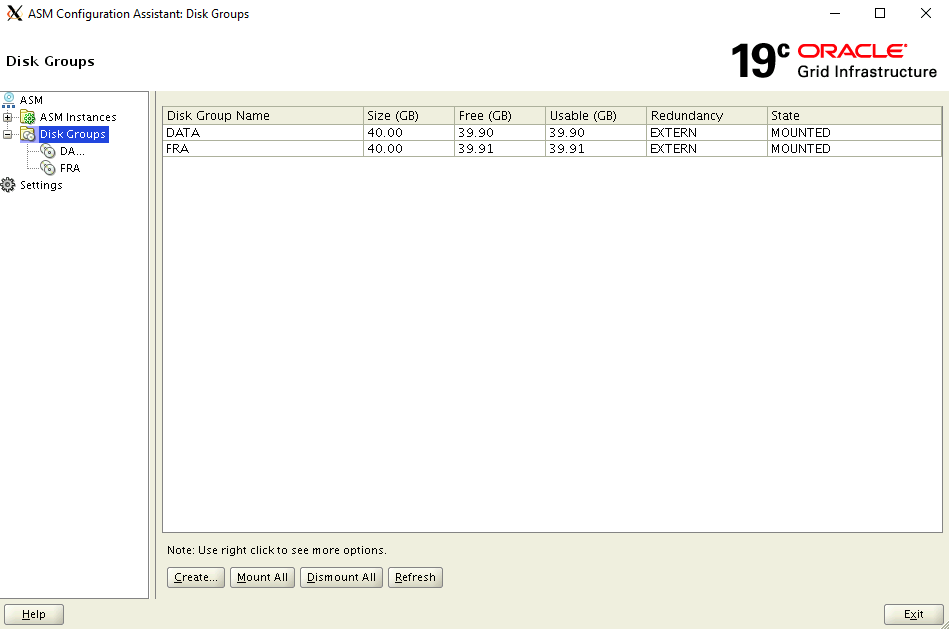 ASM Configuration Assistant: Disk Groups
Disk Groups
19c ORACLE
Grid Infrastructure
ASM
ASM Instances
Disk Groups
DA...
FRA
Settings
Disk Group Name Size (GB) Free (GB) Usable (GB) Redundancy State
DATA 40.00 39.90 39.90 EXTERN MOUNTED
FRA 40.00 39.91 39.91 EXTERN MOUNTED
Note: Use right click to see more options.
Create... Mount All Dismount All Refresh
Help Exit